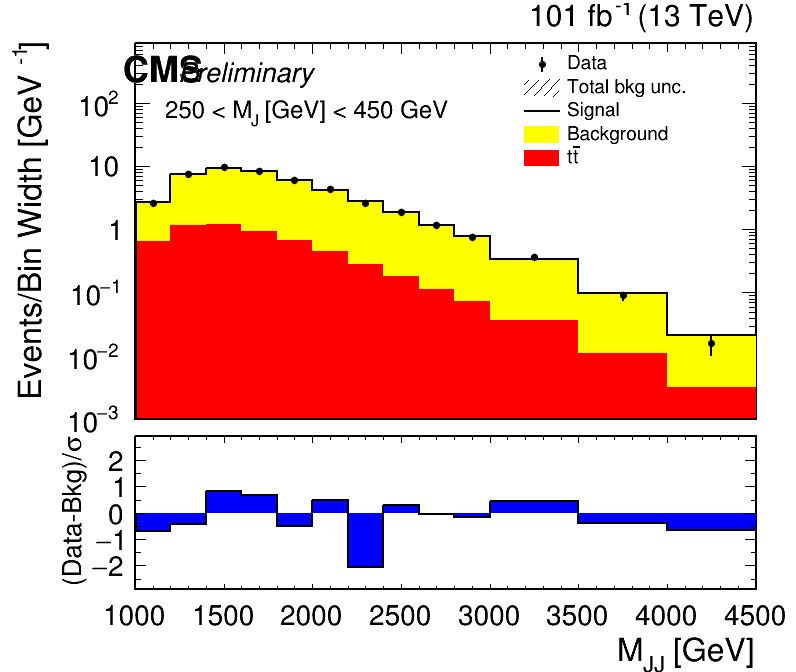 101 fb⁻¹ (13 TeV)
CMS Preliminary
250 < M_J [GeV] < 450 GeV
Data
Total bkg unc.
Signal
Background
tt̄
Events/Bin Width [GeV⁻¹]
10²
10
1
10⁻¹
10⁻²
10⁻³
(Data-Bkg)/σ
2
1
0
−1
−2
1000 1500 2000 2500 3000 3500 4000 4500
M_JJ [GeV]